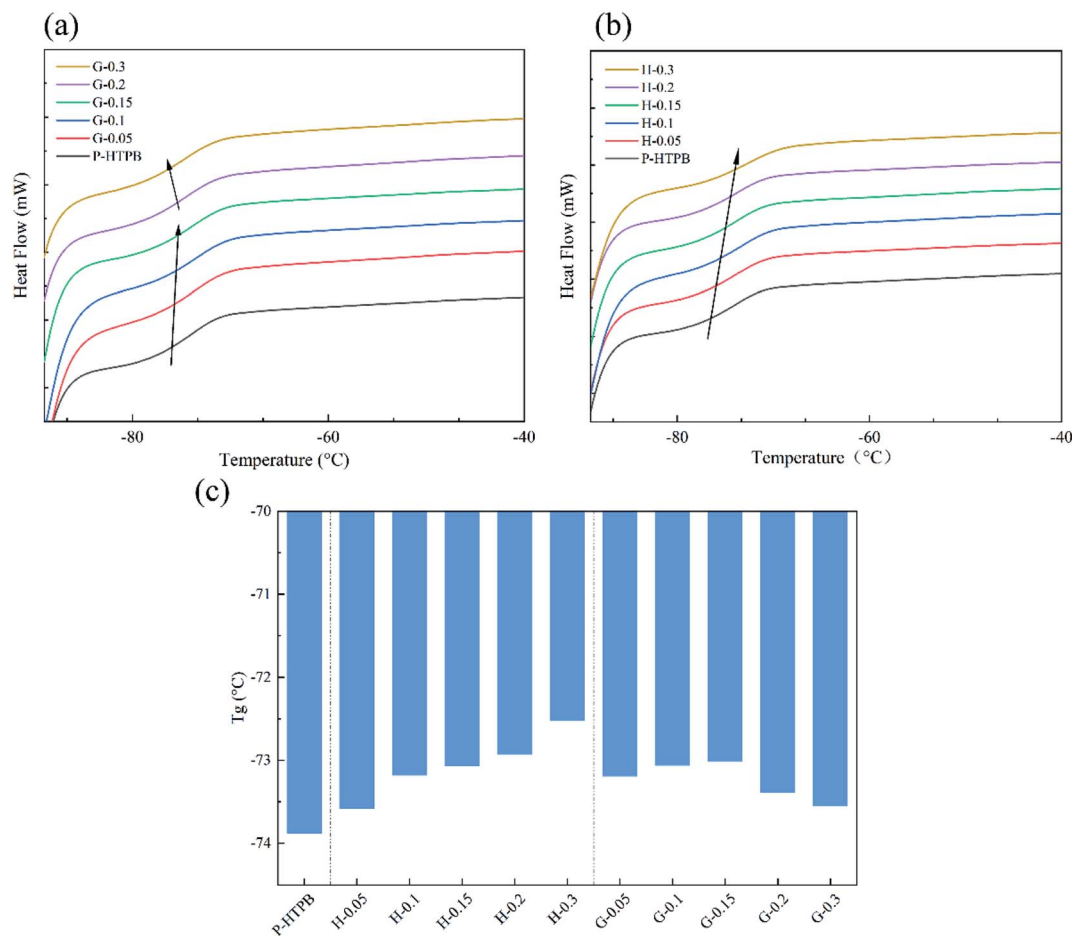 (a)
G-0.3
G-0.2
G-0.15
G-0.1
G-0.05
P-HTPB
Heat Flow (mW)
-80
-60
-40
Temperature (°C)
(b)
H-0.3
H-0.2
H-0.15
H-0.1
H-0.05
P-HTPB
Heat Flow (mW)
-80
-60
-40
Temperature（°C）
(c)
-70
-71
-72
-73
-74
Tg (°C)
P-HTPB
H-0.05
H-0.1
H-0.15
H-0.2
H-0.3
G-0.05
G-0.1
G-0.15
G-0.2
G-0.3